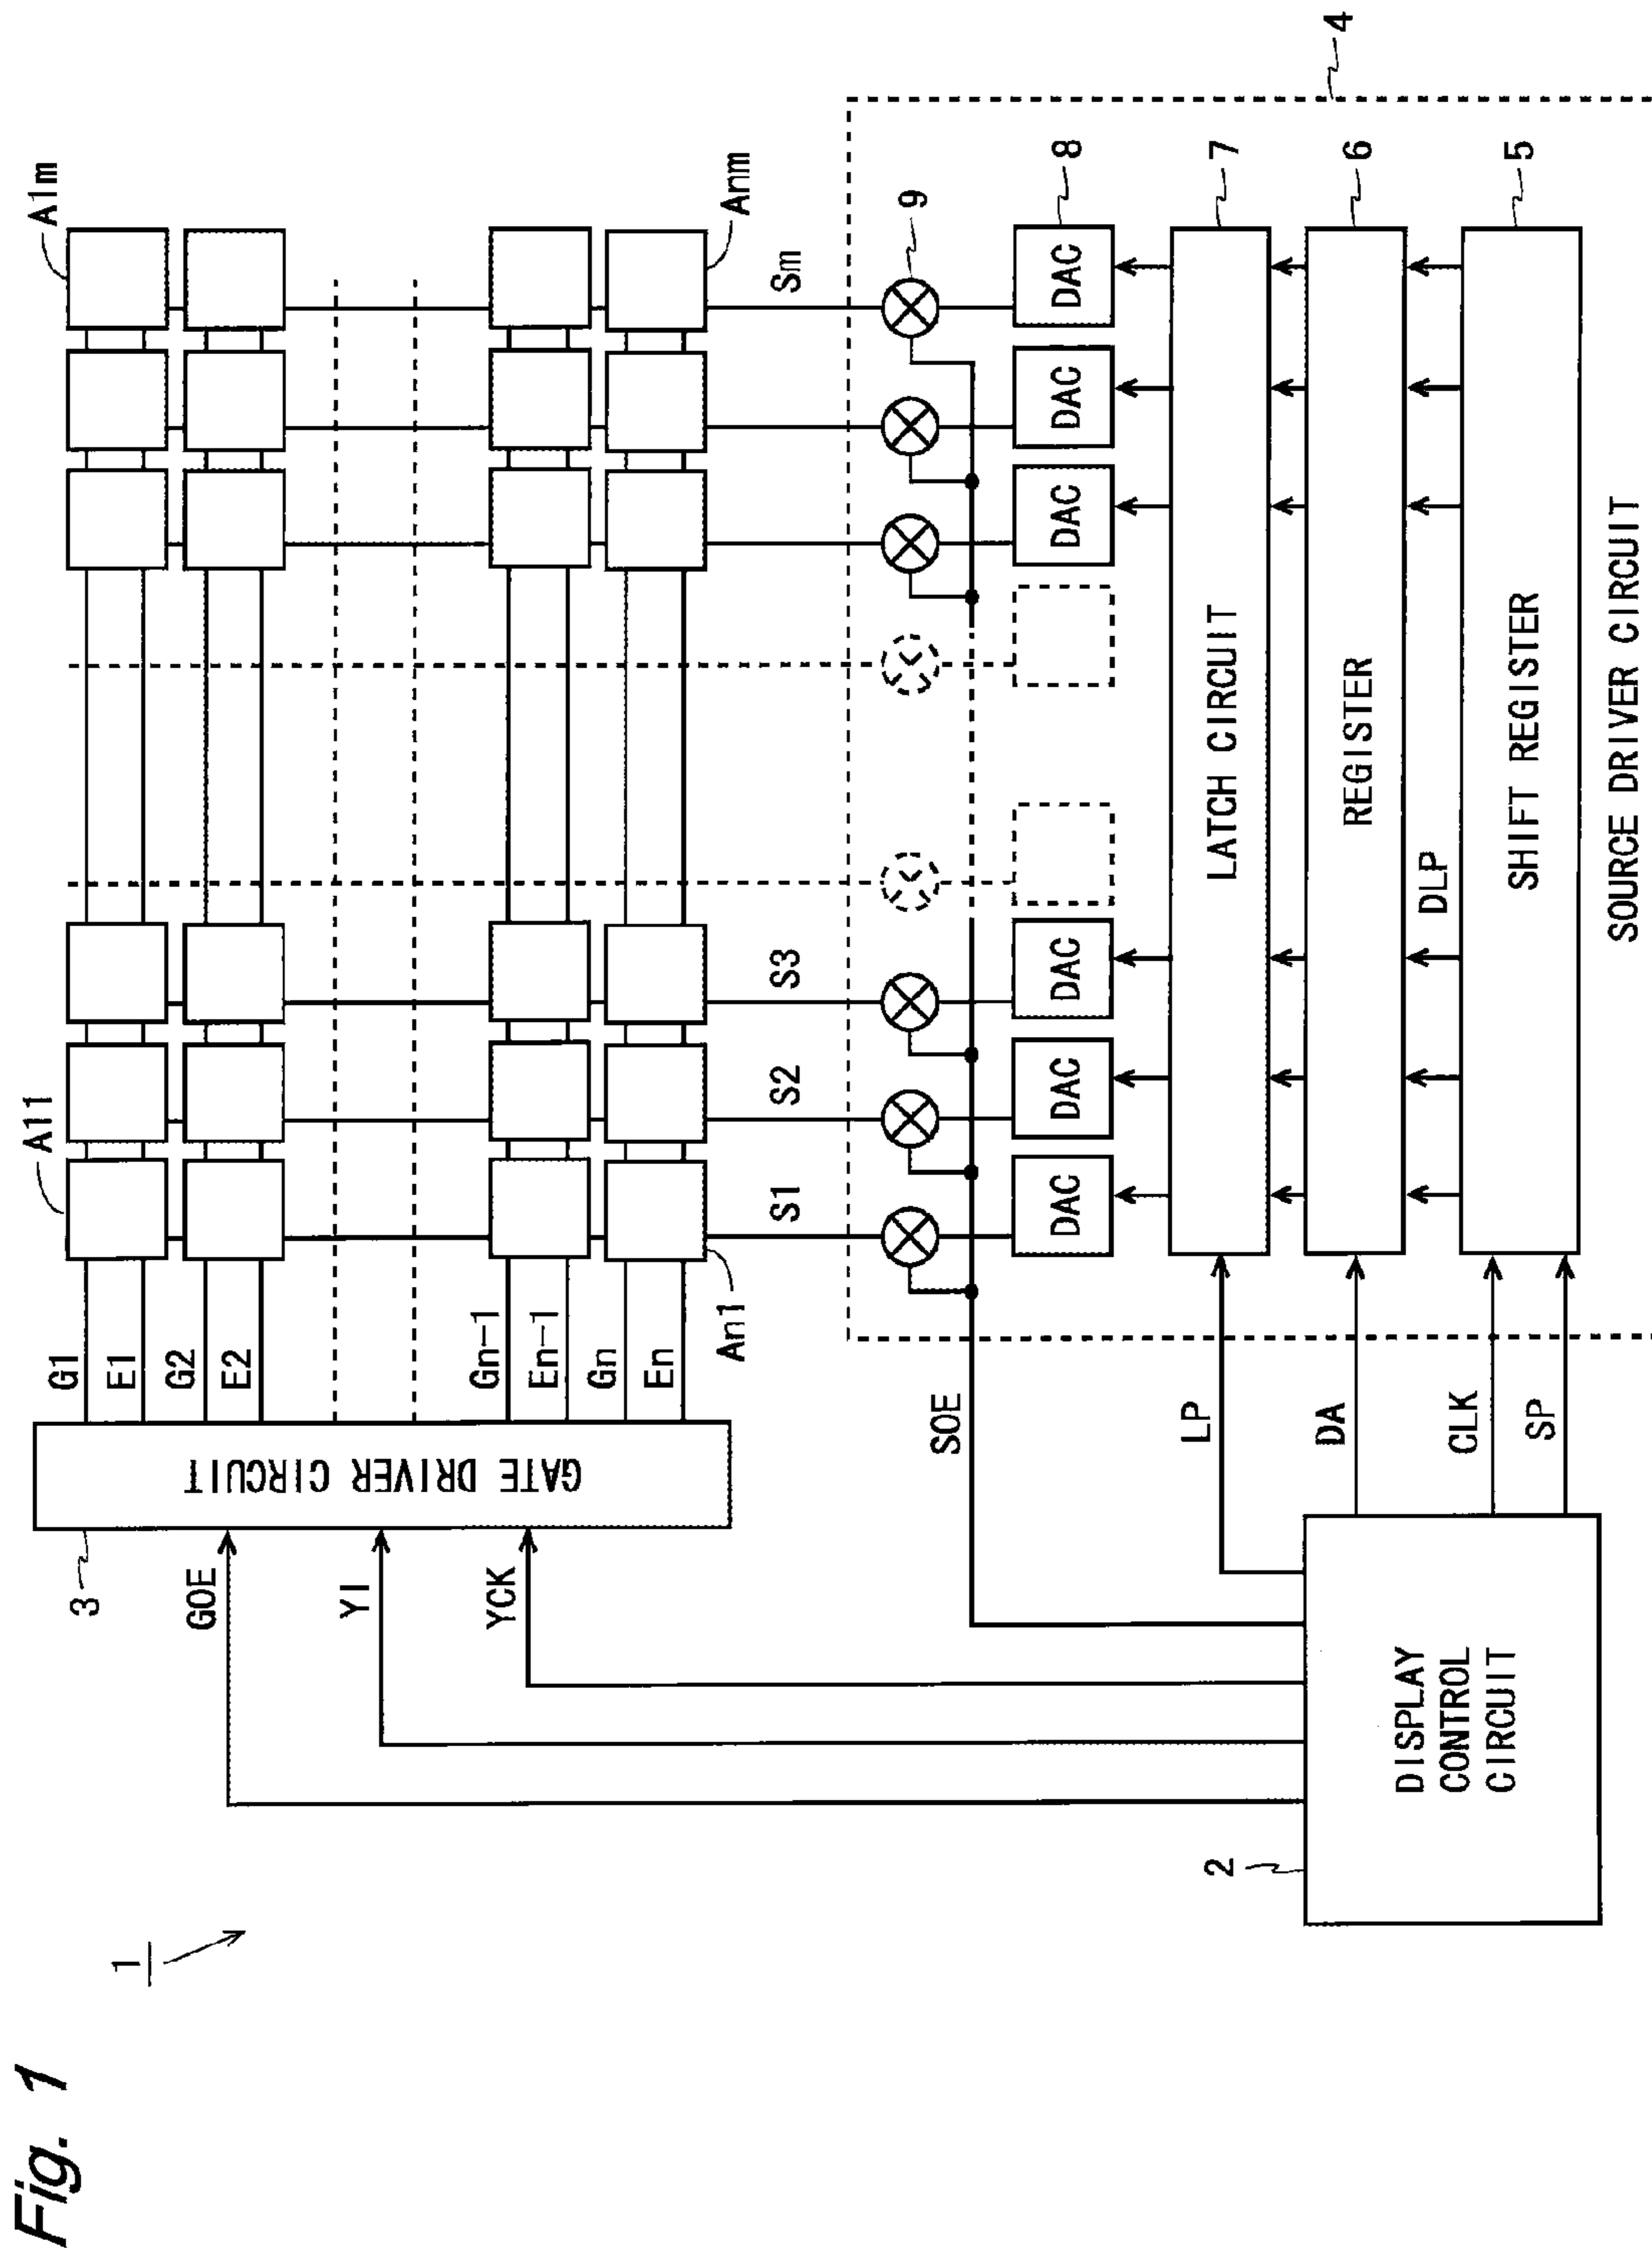 Fig. 1
1
A11
A1m
G1
E1
G2
E2
Gn-1
En-1
Gn
En
An1
Anm
GATE DRIVER CIRCUIT
3
GOE
YI
YCK
S1
S2
S3
Sm
4
9
SOE
DAC
DAC
DAC
DAC
DAC
DAC
8
LP
LATCH CIRCUIT
7
DA
REGISTER
6
DLP
CLK
SP
SHIFT REGISTER
5
SOURCE DRIVER CIRCUIT
2
DISPLAY
CONTROL
CIRCUIT